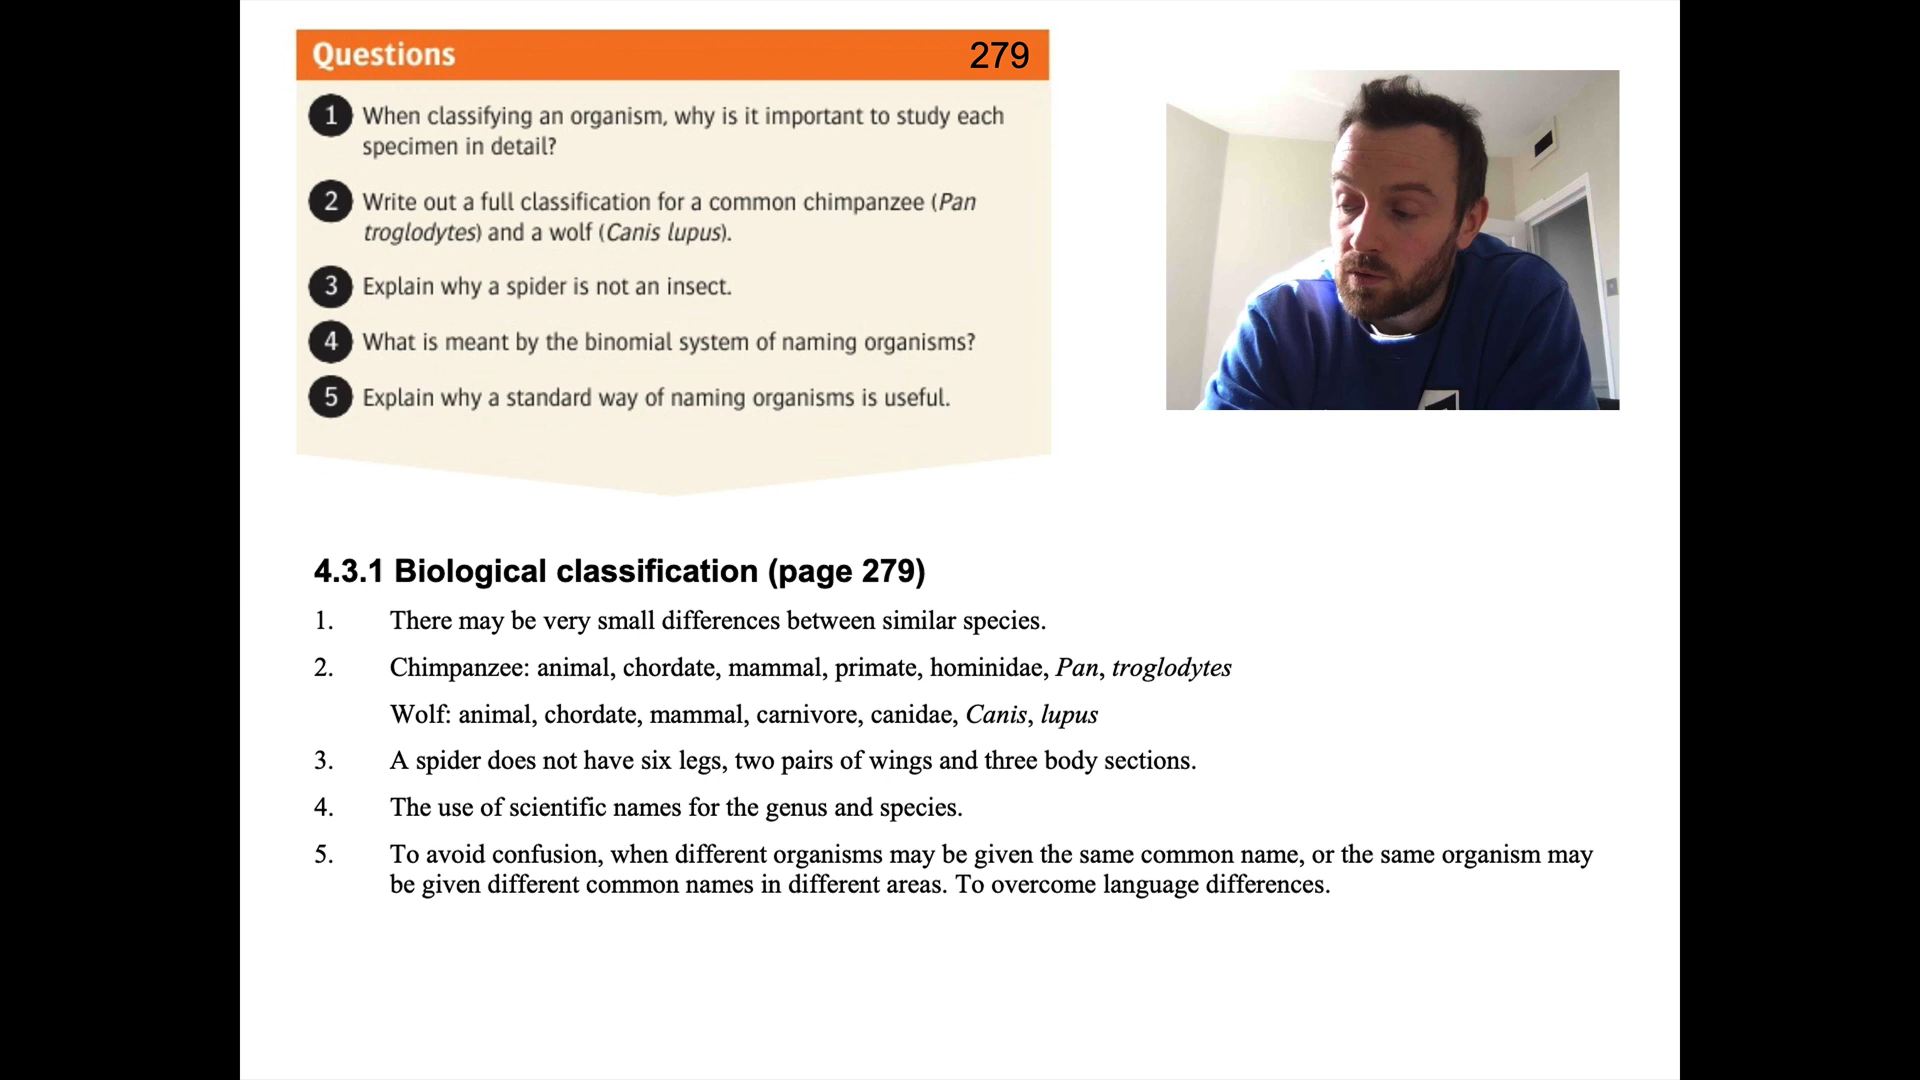 Questions 279
1 When classifying an organism, why is it important to study each
specimen in detail?
2 Write out a full classification for a common chimpanzee (Pan
troglodytes) and a wolf (Canis lupus).
3 Explain why a spider is not an insect.
4 What is meant by the binomial system of naming organisms?
5 Explain why a standard way of naming organisms is useful.
4.3.1 Biological classification (page 279)
1. There may be very small differences between similar species.
2. Chimpanzee: animal, chordate, mammal, primate, hominidae, Pan, troglodytes
Wolf: animal, chordate, mammal, carnivore, canidae, Canis, lupus
3. A spider does not have six legs, two pairs of wings and three body sections.
4. The use of scientific names for the genus and species.
5. To avoid confusion, when different organisms may be given the same common name, or the same organism may
be given different common names in different areas. To overcome language differences.